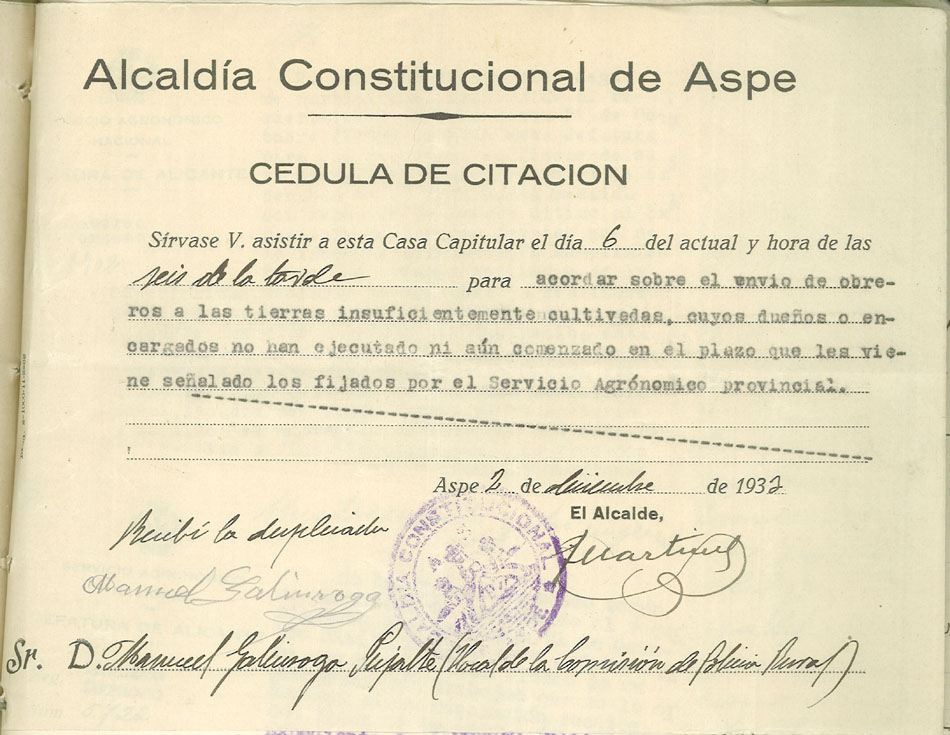 Alcaldía Constitucional de Aspe
CEDULA DE CITACION
Sírvase V. asistir a esta Casa Capitular el día 6 del actual y hora de las
seis de la tarde para acordar sobre el envio de obre-
ros a las tierras insuficientemente cultivadas, cuyos dueños o en-
cargados no han ejecutado ni aún comenzado en el plazo que les vie-
ne señalado los fijados por el Servicio Agrónomico provincial.
Aspe 2 de diciembre de 1932
El Alcalde,
Recibí la duplicada
Manuel Galinsoga
CONSTITUCIONAL
Sr. D. Manuel Galinsoga (Vocal de la Comisión de Policia Rural)